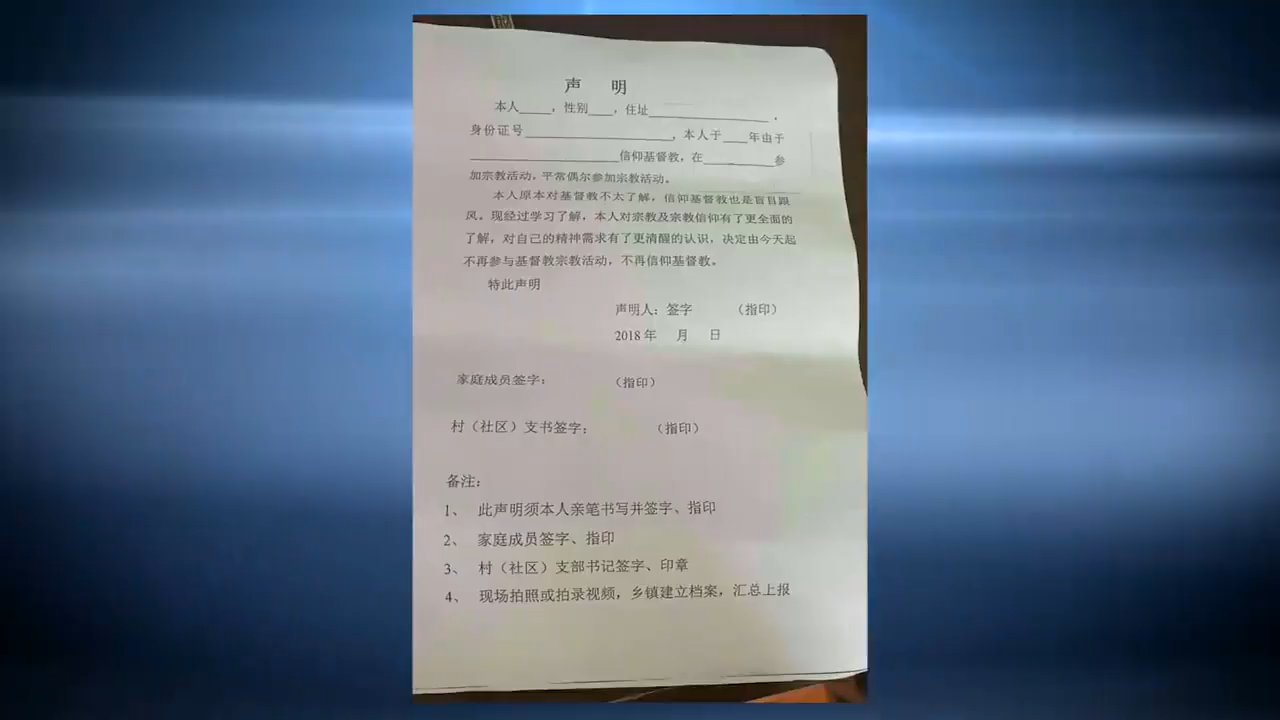 声 明
本人____，性别____，住址____________________，
身份证号________________________，本人于____年由于
________________________信仰基督教，在____________参
加宗教活动，平常偶尔参加宗教活动。
本人原本对基督教不太了解，信仰基督教也是盲目跟
风。现经过学习了解，本人对宗教及宗教信仰有了更全面的
了解，对自己的精神需求有了更清醒的认识，决定由今天起
不再参与基督教宗教活动，不再信仰基督教。
特此声明
声明人：签字 （指印）
2018 年 月 日
家庭成员签字： （指印）
村（社区）支书签字： （指印）
备注：
1、 此声明须本人亲笔书写并签字、指印
2、 家庭成员签字、指印
3、 村（社区）支部书记签字、印章
4、 现场拍照或拍录视频，乡镇建立档案，汇总上报